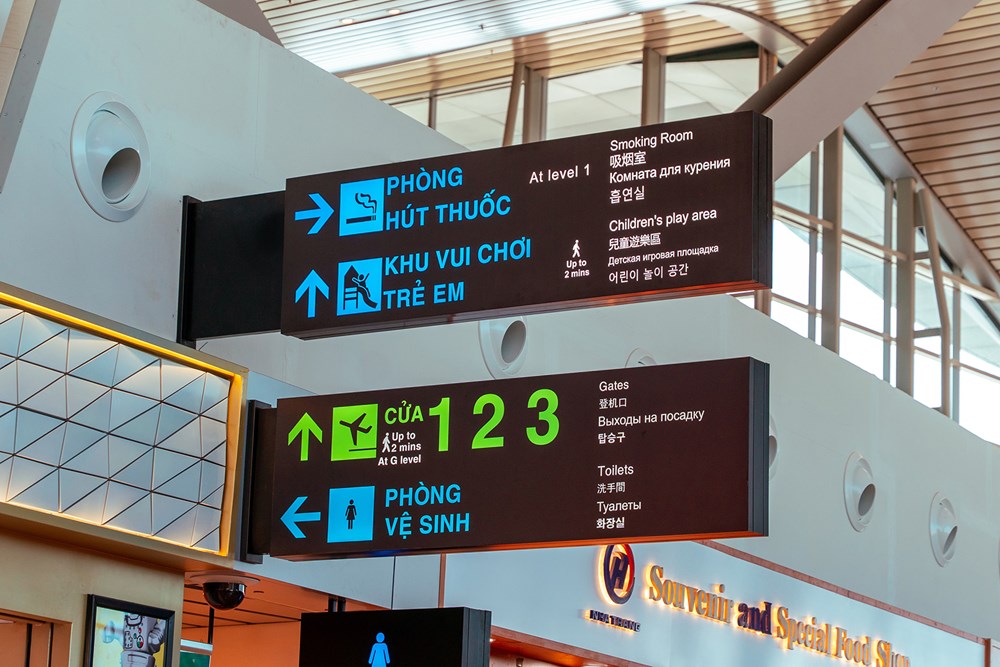 PHÒNG
HÚT THUỐC
At level 1
Smoking Room
吸烟室
Комната для курения
흡연실
KHU VUI CHƠI
TRẺ EM
Up to
2 mins
Children's play area
兒童遊樂區
Детская игровая площадка
어린이 놀이 공간
CỬA 1 2 3
Up to
2 mins
At G level
Gates
登机口
Выходы на посадку
탑승구
PHÒNG
VỆ SINH
Toilets
洗手間
Туалеты
화장실
NHA TRANG
Souvenir and Special Food